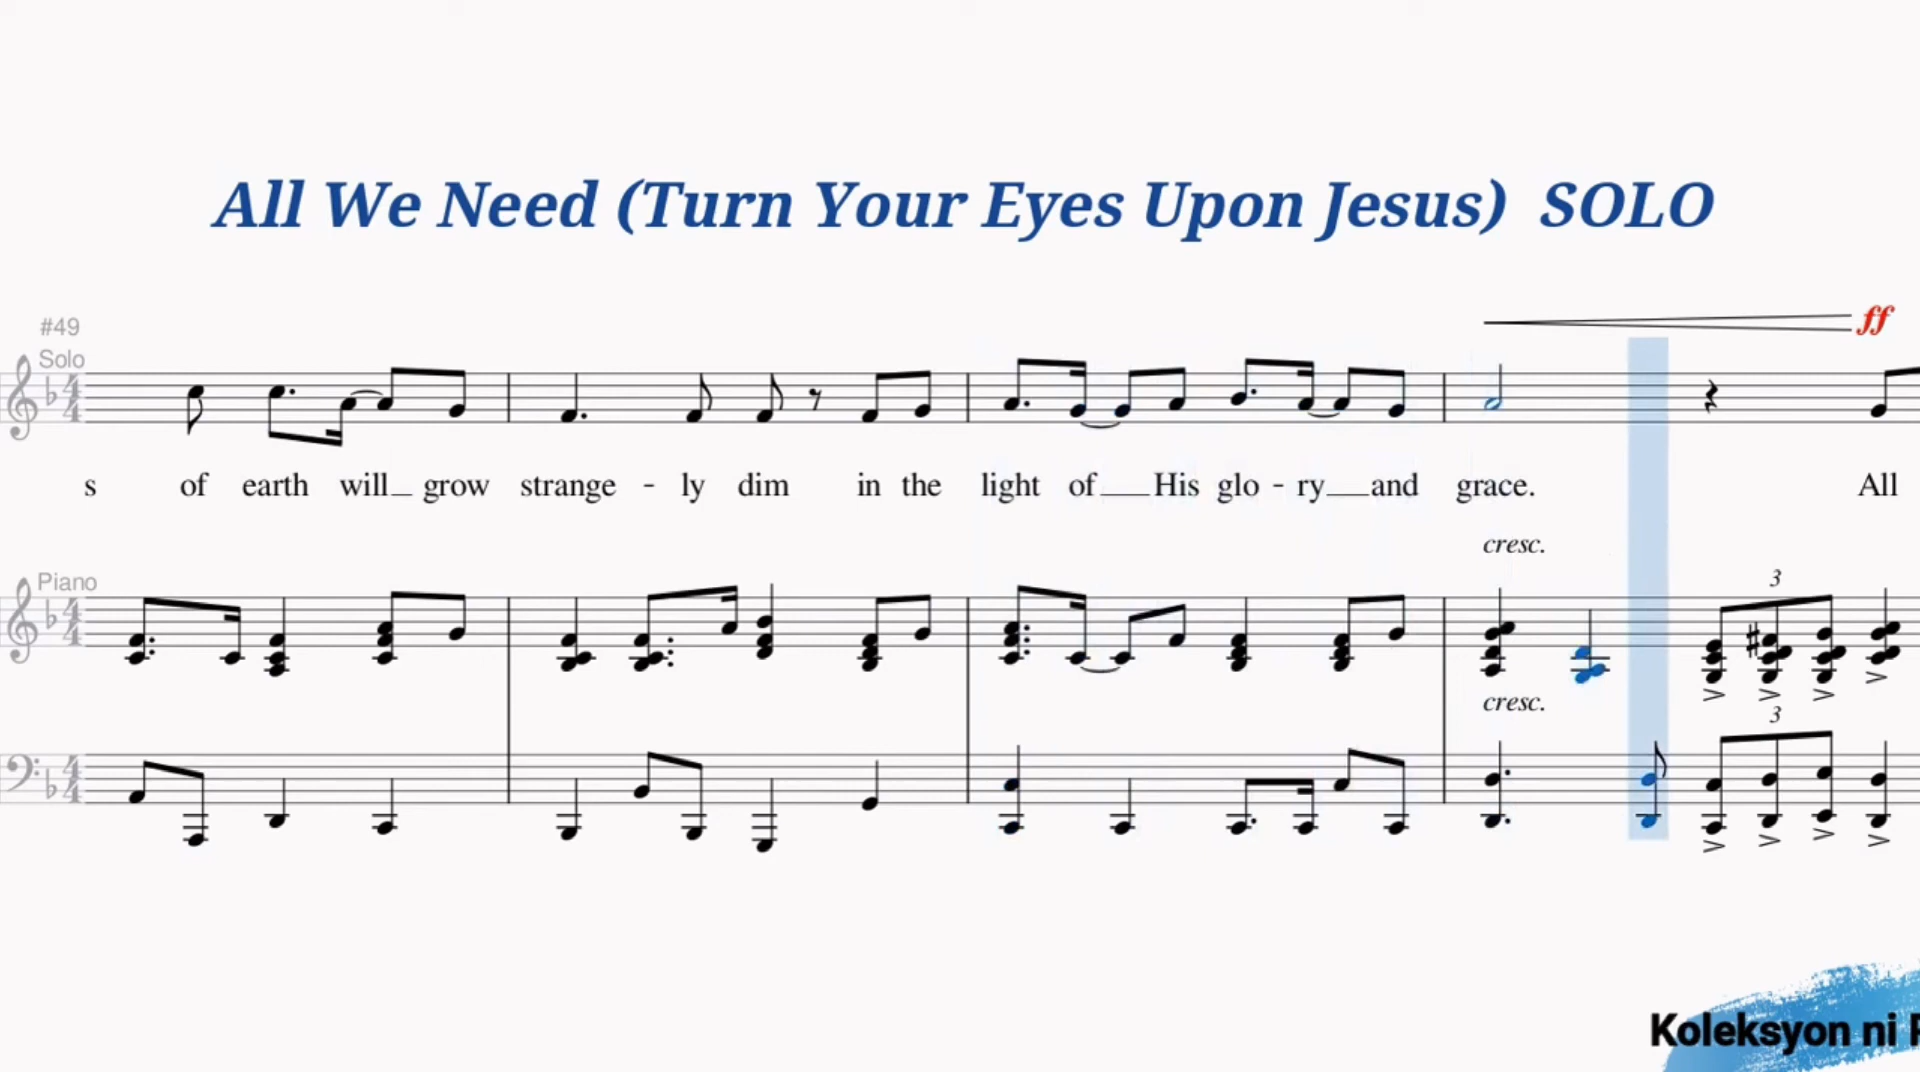 All We Need (Turn Your Eyes Upon Jesus) SOLO
#49
ff
Solo
s of earth will grow strange - ly dim in the light of His glo - ry and grace. All
cresc.
Piano
3
cresc.
3
Koleksyon ni